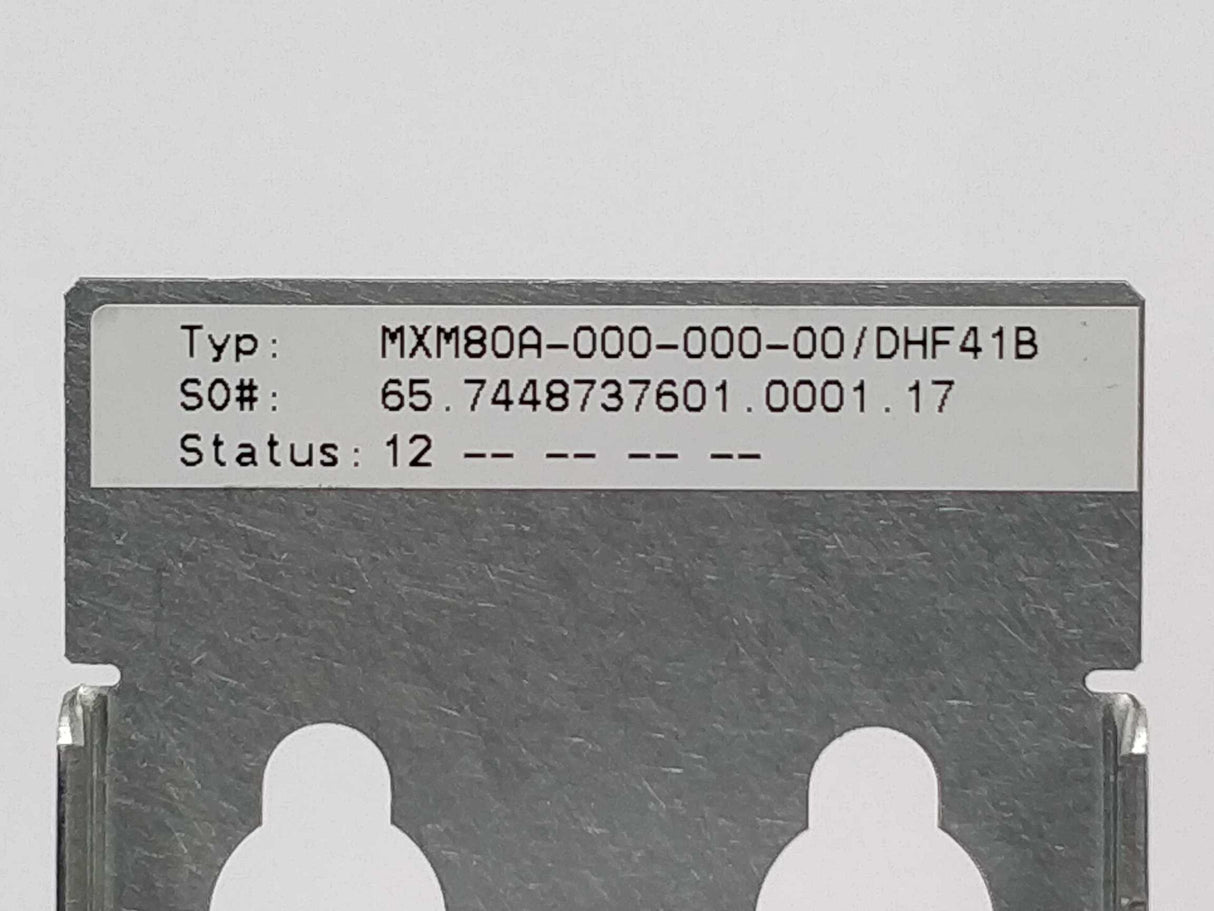 Typ: MXM80A-000-000-00/DHF41B
SO#: 65.7448737601.0001.17
Status: 12 -- -- -- --